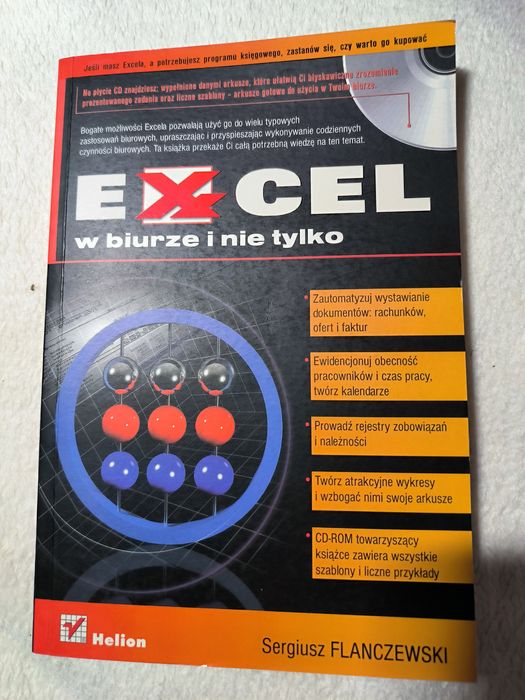 Jeśli masz Excela, a potrzebujesz programu księgowego, zastanów się, czy warto go kupować
Na płycie CD znajdziesz: wypełnione danymi arkusze, które ułatwią Ci błyskawiczne zrozumienie
prezentowanego zadania oraz liczne szablony - arkusze gotowe do użycia w Twoim biurze.
Bogate możliwości Excela pozwalają użyć go do wielu typowych
zastosowań biurowych, upraszczając i przyspieszając wykonywanie codziennych
czynności biurowych. Ta książka przekaże Ci całą potrzebną wiedzę na ten temat.
EXCEL
w biurze i nie tylko
• Zautomatyzuj wystawianie
dokumentów: rachunków,
ofert i faktur
• Ewidencjonuj obecność
pracowników i czas pracy,
twórz kalendarze
• Prowadź rejestry zobowiązań
i należności
• Twórz atrakcyjne wykresy
i wzbogać nimi swoje arkusze
• CD-ROM towarzyszący
książce zawiera wszystkie
szablony i liczne przykłady
Helion
Sergiusz FLANCZEWSKI